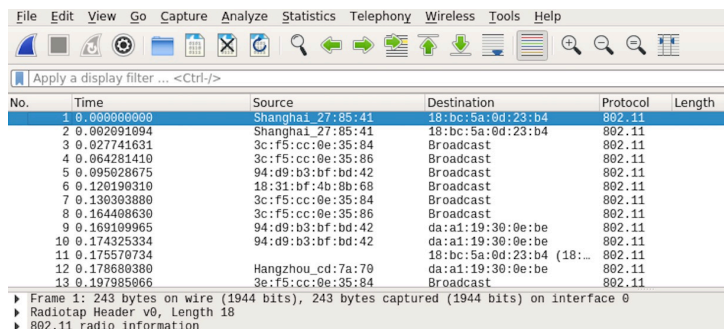 File Edit View Go Capture Analyze Statistics Telephony Wireless Tools Help
Apply a display filter ... <Ctrl-/>
No. Time Source Destination Protocol Length
1 0.000000000 Shanghai_27:85:41 18:bc:5a:0d:23:b4 802.11
2 0.002091094 Shanghai_27:85:41 18:bc:5a:0d:23:b4 802.11
3 0.027741631 3c:f5:cc:0e:35:84 Broadcast 802.11
4 0.064281410 3c:f5:cc:0e:35:86 Broadcast 802.11
5 0.095028675 94:d9:b3:bf:bd:42 Broadcast 802.11
6 0.120190310 18:31:bf:4b:8b:68 Broadcast 802.11
7 0.130303880 3c:f5:cc:0e:35:84 Broadcast 802.11
8 0.164408630 3c:f5:cc:0e:35:86 Broadcast 802.11
9 0.169109965 94:d9:b3:bf:bd:42 da:a1:19:30:0e:be 802.11
10 0.174325334 94:d9:b3:bf:bd:42 da:a1:19:30:0e:be 802.11
11 0.175570734 18:bc:5a:0d:23:b4 (18:… 802.11
12 0.178680380 Hangzhou_cd:7a:70 da:a1:19:30:0e:be 802.11
13 0.197985066 3e:f5:cc:0e:35:84 Broadcast 802.11
Frame 1: 243 bytes on wire (1944 bits), 243 bytes captured (1944 bits) on interface 0
Radiotap Header v0, Length 18
802.11 radio information